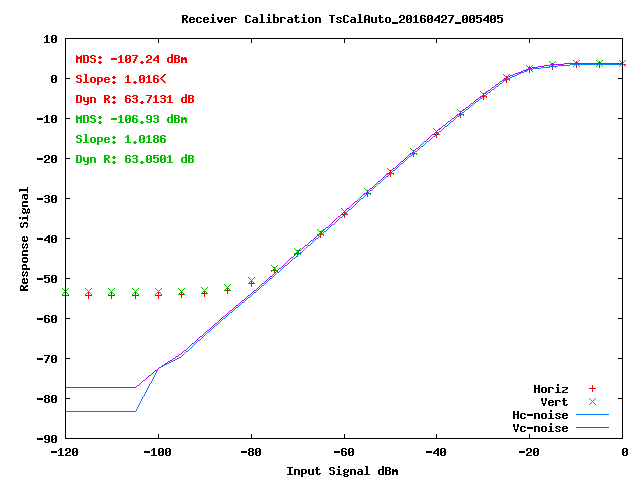 Receiver Calibration TsCalAuto_20160427_005405
10
0
-10
-20
-30
-40
-50
-60
-70
-80
-90
Response Signal
MDS: -107.24 dBm
Slope: 1.016<
Dyn R: 63.7131 dB
MDS: -106.93 dBm
Slope: 1.0186
Dyn R: 63.0501 dB
Horiz
Vert
Hc-noise
Vc-noise
-120 -100 -80 -60 -40 -20 0
Input Signal dBm